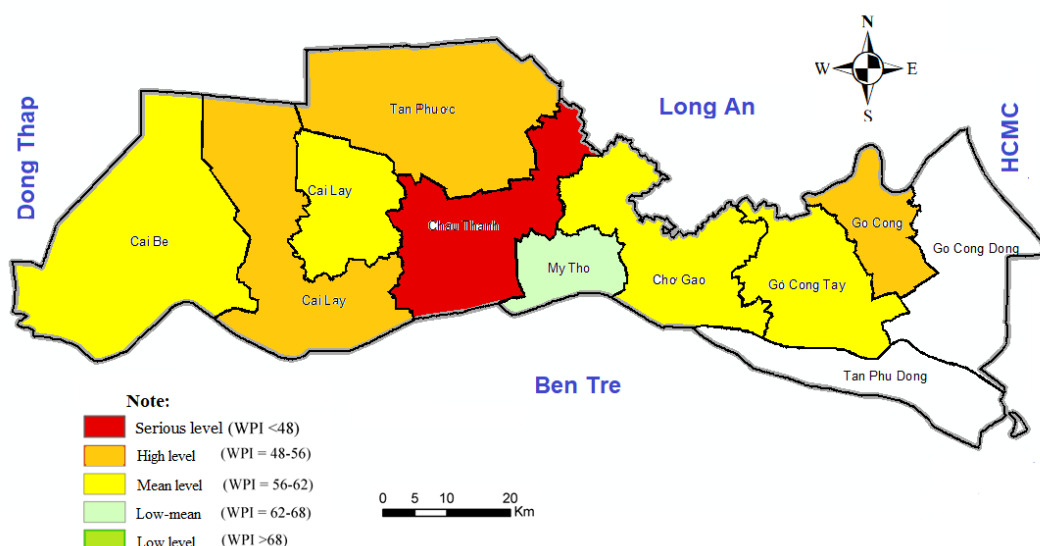 N
W E
S
Long An
HCMC
Dong Thap
Tan Phươc
Cai Lay
Chau Thanh
Go Cong
Cai Be
Go Cong Dong
My Tho
Chơ Gao
Go Cong Tay
Cai Lay
Tan Phu Dong
Ben Tre
Note:
Serious level (WPI <48)
High level (WPI = 48-56)
Mean level (WPI = 56-62)
Low-mean (WPI = 62-68)
Low level (WPI >68)
0 5 10 20
Km